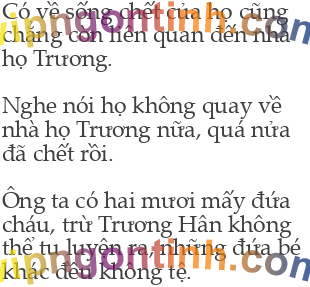 Có vẻ sống chết của họ cũng
chẳng còn liên quan đến nhà
họ Trương.
Nghe nói họ không quay về
nhà họ Trương nữa, quá nửa
đã chết rồi.
Ông ta có hai mươi mấy đứa
cháu, trừ Trương Hân không
thể tu luyện ra, những đứa bé
khác đều không tệ.
vipngontinh.com
vipngontinh.com